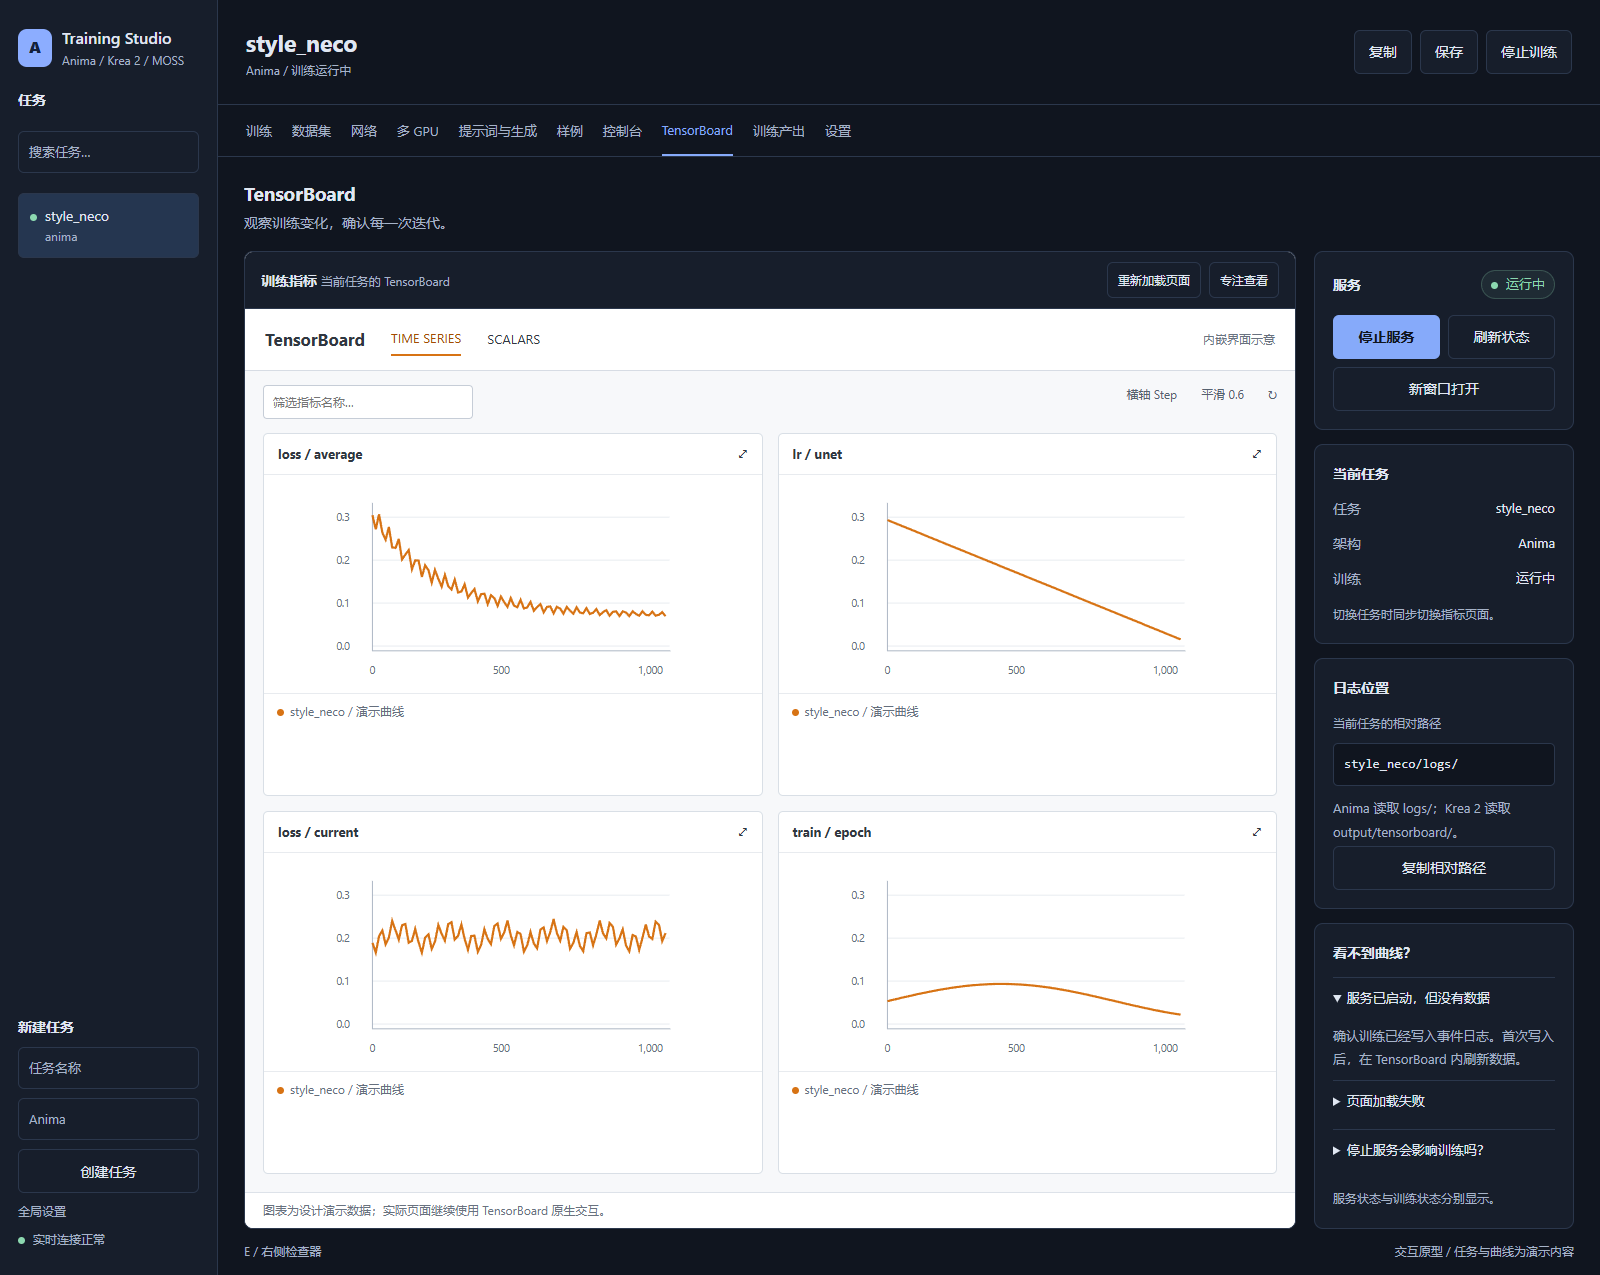 A
Training Studio
Anima / Krea 2 / MOSS
任务
搜索任务...
style_neco
anima
新建任务
任务名称
Anima
创建任务
全局设置
实时连接正常
style_neco
Anima / 训练运行中
复制
保存
停止训练
训练
数据集
网络
多 GPU
提示词与生成
样例
控制台
TensorBoard
训练产出
设置
TensorBoard
观察训练变化，确认每一次迭代。
训练指标 当前任务的 TensorBoard
重新加载页面
专注查看
TensorBoard
TIME SERIES
SCALARS
内嵌界面示意
筛选指标名称...
横轴 Step
平滑 0.6
↻
loss / average
⤢
0.3
0.2
0.1
0.0
0
500
1,000
style_neco / 演示曲线
lr / unet
⤢
0.3
0.2
0.1
0.0
0
500
1,000
style_neco / 演示曲线
loss / current
⤢
0.3
0.2
0.1
0.0
0
500
1,000
style_neco / 演示曲线
train / epoch
⤢
0.3
0.2
0.1
0.0
0
500
1,000
style_neco / 演示曲线
图表为设计演示数据；实际页面继续使用 TensorBoard 原生交互。
E / 右侧检查器
服务
运行中
停止服务
刷新状态
新窗口打开
当前任务
任务
style_neco
架构
Anima
训练
运行中
切换任务时同步切换指标页面。
日志位置
当前任务的相对路径
style_neco/logs/
Anima 读取 logs/；Krea 2 读取
output/tensorboard/。
复制相对路径
看不到曲线？
▼ 服务已启动，但没有数据
确认训练已经写入事件日志。首次写入
后，在 TensorBoard 内刷新数据。
▶ 页面加载失败
▶ 停止服务会影响训练吗？
服务状态与训练状态分别显示。
交互原型 / 任务与曲线为演示内容